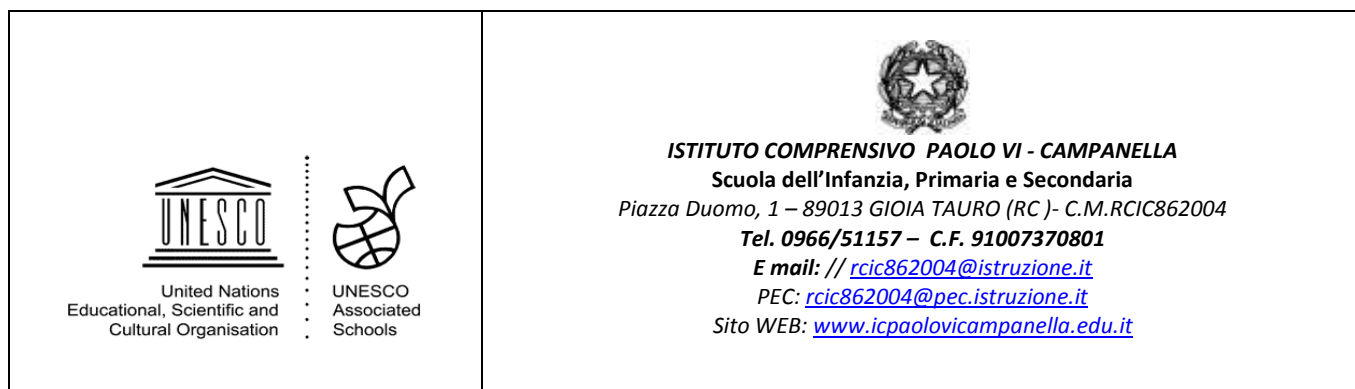 UNESCO
United Nations
Educational, Scientific and
Cultural Organisation
UNESCO
Associated
Schools
ISTITUTO COMPRENSIVO PAOLO VI - CAMPANELLA
Scuola dell’Infanzia, Primaria e Secondaria
Piazza Duomo, 1 – 89013 GIOIA TAURO (RC )- C.M.RCIC862004
Tel. 0966/51157 – C.F. 91007370801
E mail: // rcic862004@istruzione.it
PEC: rcic862004@pec.istruzione.it
Sito WEB: www.icpaolovicampanella.edu.it